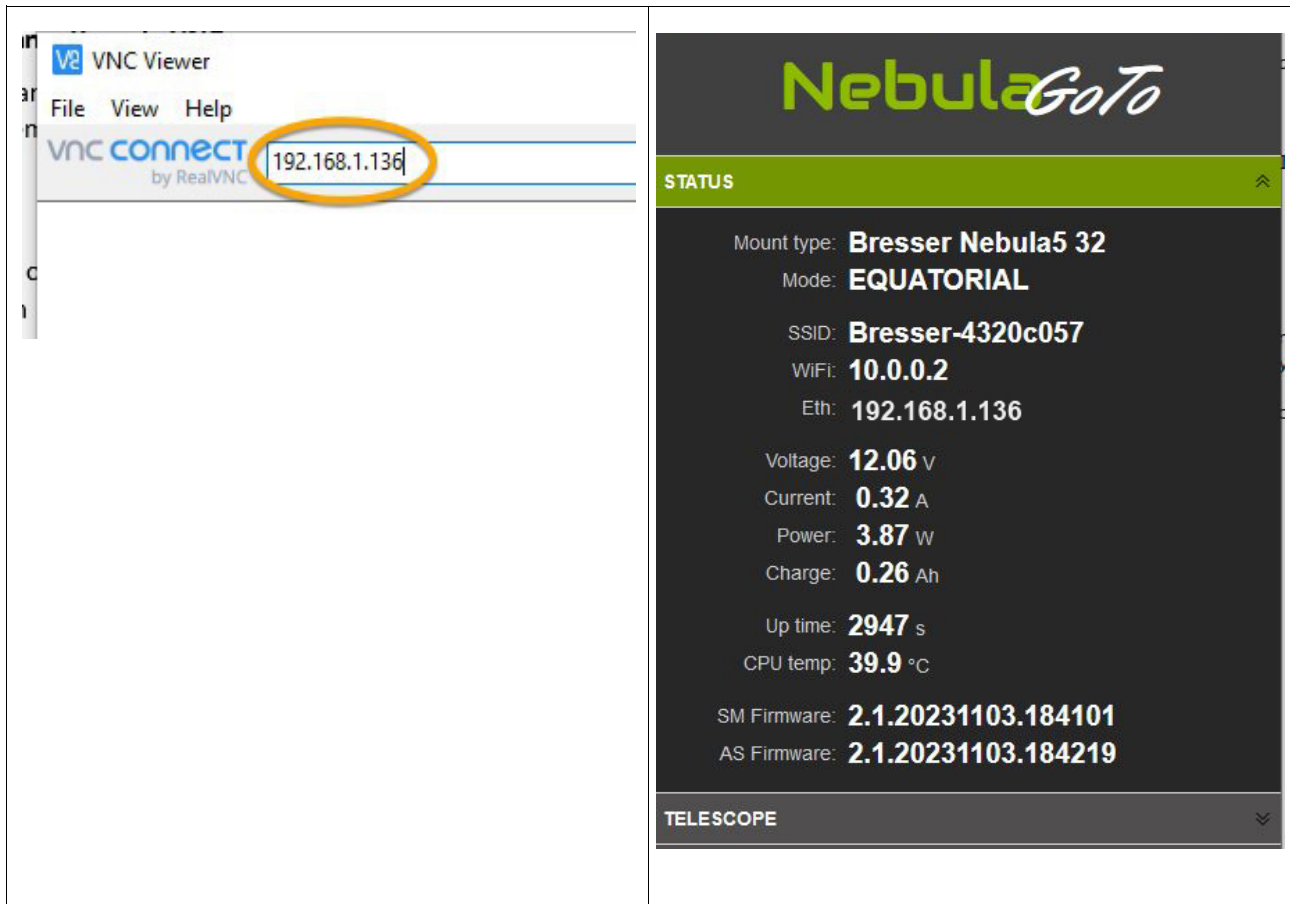 VNC Viewer
File View Help
vnc connect
by RealVNC
192.168.1.136
NebulaGoTo
STATUS
Mount type: Bresser Nebula5 32
Mode: EQUATORIAL
SSID: Bresser-4320c057
WiFi: 10.0.0.2
Eth: 192.168.1.136
Voltage: 12.06 V
Current: 0.32 A
Power: 3.87 W
Charge: 0.26 Ah
Up time: 2947 s
CPU temp: 39.9 °C
SM Firmware: 2.1.20231103.184101
AS Firmware: 2.1.20231103.184219
TELESCOPE